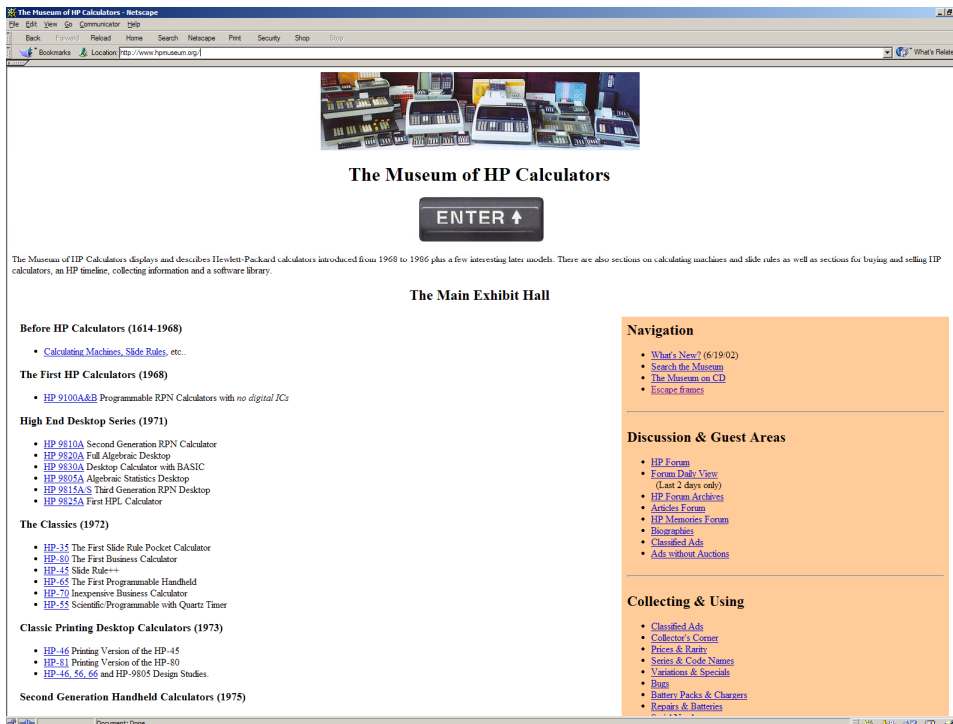 The Museum of HP Calculators - Netscape
File Edit View Go Communicator Help
Back Forward Reload Home Search Netscape Print Security Shop Stop
Bookmarks Location: http://www.hpmuseum.org/ What's Relate
The Museum of HP Calculators
ENTER ↑
The Museum of HP Calculators displays and describes Hewlett-Packard calculators introduced from 1968 to 1986 plus a few interesting later models. There are also sections on calculating machines and slide rules as well as sections for buying and selling HP
calculators, an HP timeline, collecting information and a software library.
The Main Exhibit Hall
Before HP Calculators (1614-1968)
• Calculating Machines, Slide Rules, etc..
The First HP Calculators (1968)
• HP 9100A&B Programmable RPN Calculators with no digital ICs
High End Desktop Series (1971)
• HP 9810A Second Generation RPN Calculator
• HP 9820A Full Algebraic Desktop
• HP 9830A Desktop Calculator with BASIC
• HP 9805A Algebraic Statistics Desktop
• HP 9815A/S Third Generation RPN Desktop
• HP 9825A First HPL Calculator
The Classics (1972)
• HP-35 The First Slide Rule Pocket Calculator
• HP-80 The First Business Calculator
• HP-45 Slide Rule++
• HP-65 The First Programmable Handheld
• HP-70 Inexpensive Business Calculator
• HP-55 Scientific/Programmable with Quartz Timer
Classic Printing Desktop Calculators (1973)
• HP-46 Printing Version of the HP-45
• HP-81 Printing Version of the HP-80
• HP-46, 56, 66 and HP-9805 Design Studies.
Second Generation Handheld Calculators (1975)
Navigation
• What's New? (6/19/02)
• Search the Museum
• The Museum on CD
• Escape frames
Discussion & Guest Areas
• HP Forum
• Forum Daily View
(Last 2 days only)
• HP Forum Archives
• Articles Forum
• HP Memories Forum
• Biographies
• Classified Ads
• Ads without Auctions
Collecting & Using
• Classified Ads
• Collector's Corner
• Prices & Rarity
• Series & Code Names
• Variations & Specials
• Bugs
• Battery Packs & Chargers
• Repairs & Batteries
Document: Done